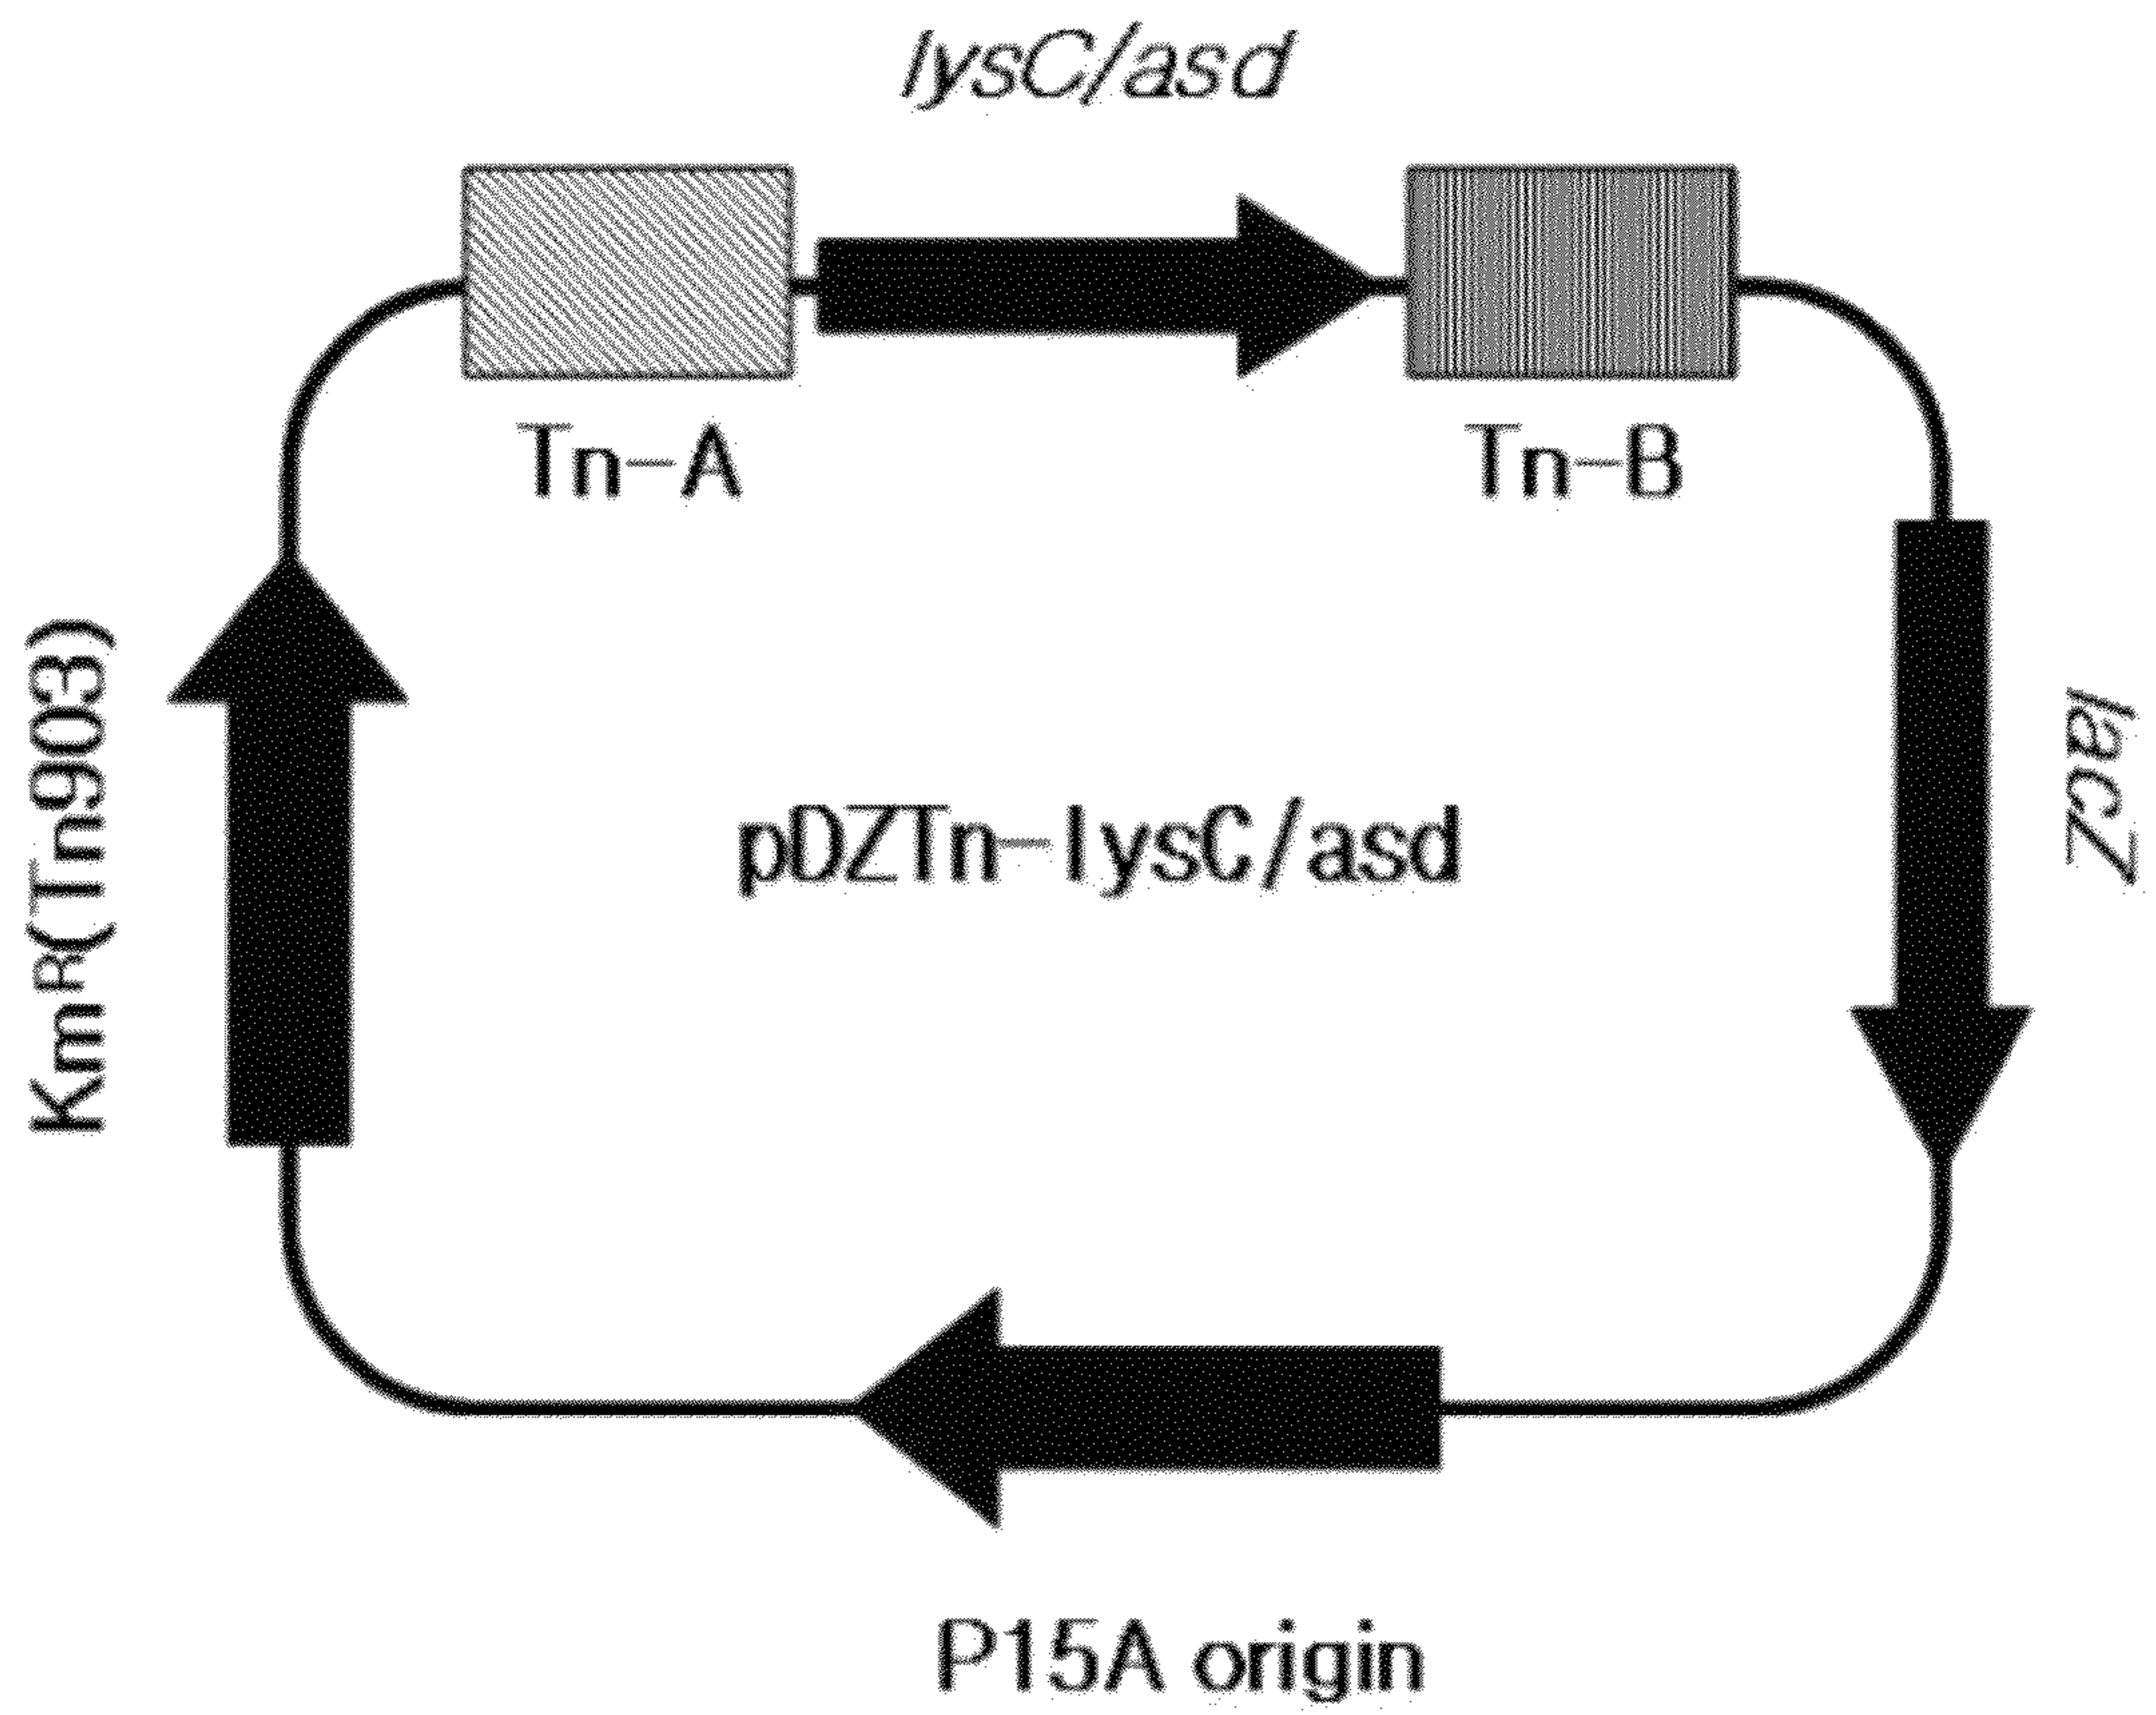 lysC/asd
Tn-A
Tn-B
Kmᴿ(Tn903)
lacZ
pDZTn-lysC/asd
P15A origin